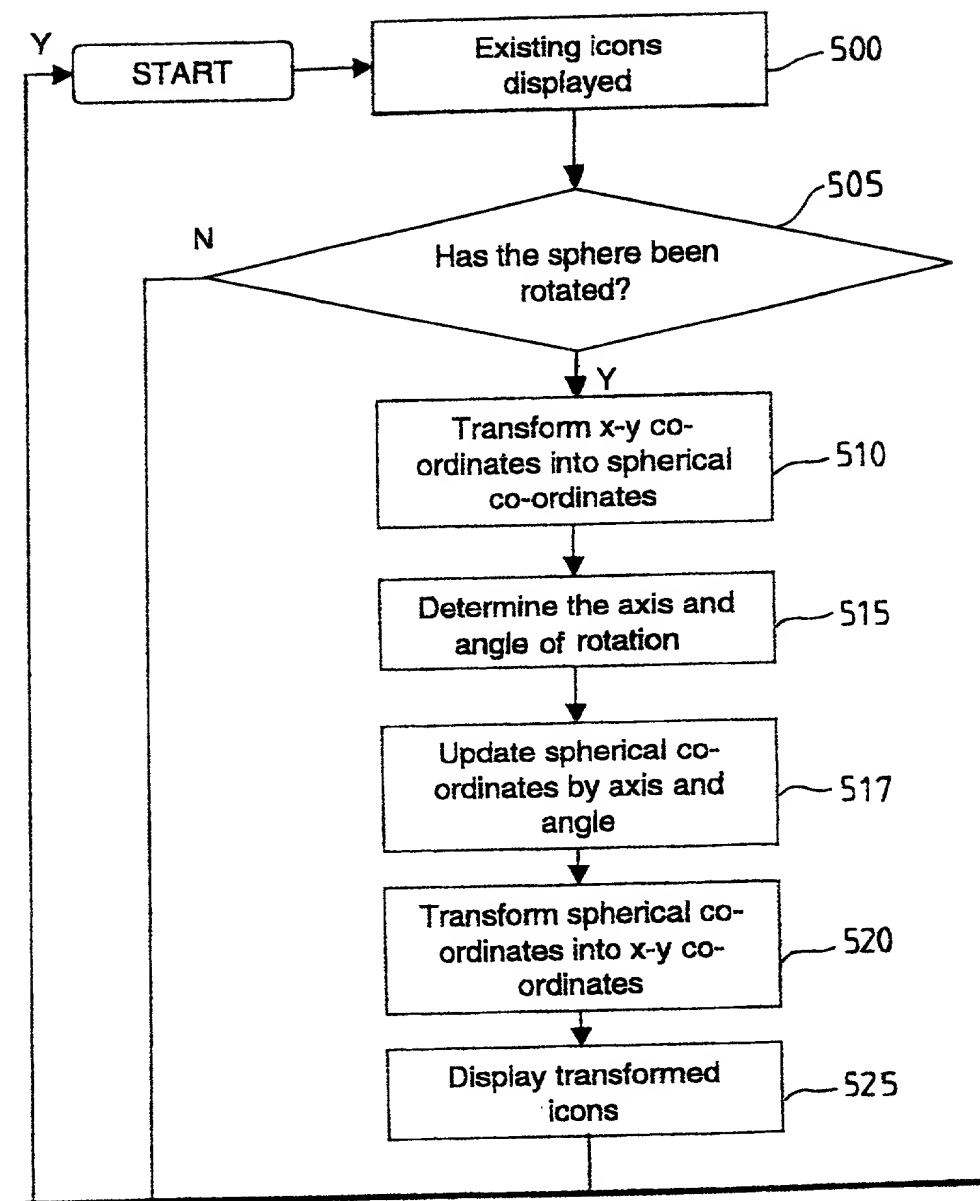 Y
START
Existing icons
displayed
500
505
N
Has the sphere been
rotated?
Y
Transform x-y co-
ordinates into spherical
co-ordinates
510
Determine the axis and
angle of rotation
515
Update spherical co-
ordinates by axis and
angle
517
Transform spherical co-
ordinates into x-y co-
ordinates
520
Display transformed
icons
525